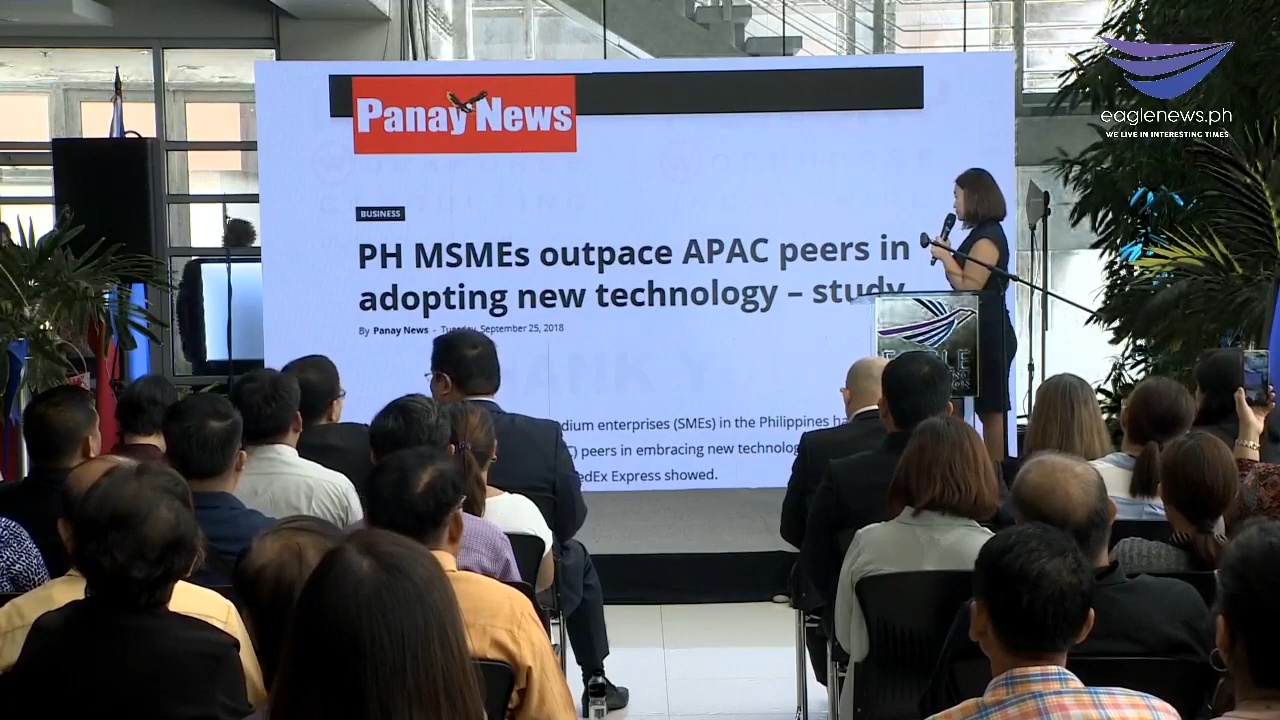 eaglenews.ph
WE LIVE IN INTERESTING TIMES
Panay News
BUSINESS
PH MSMEs outpace APAC peers in
adopting new technology – study
By Panay News - Tuesday, September 25, 2018
dium enterprises (SMEs) in the Philippines ha
) peers in embracing new technolog
edEx Express showed.